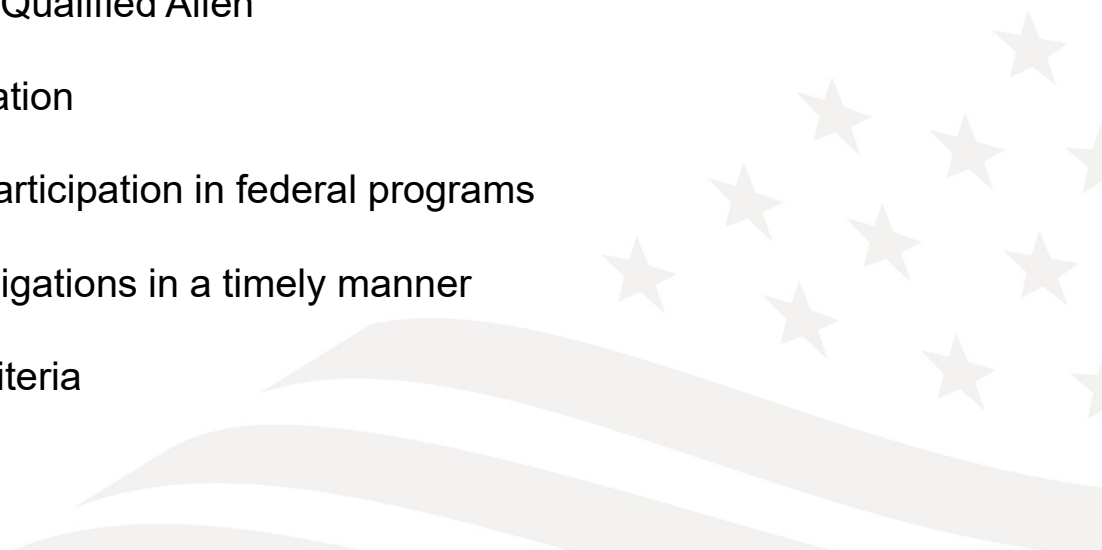 Qualified Alien
ation
articipation in federal programs
igations in a timely manner
iteria